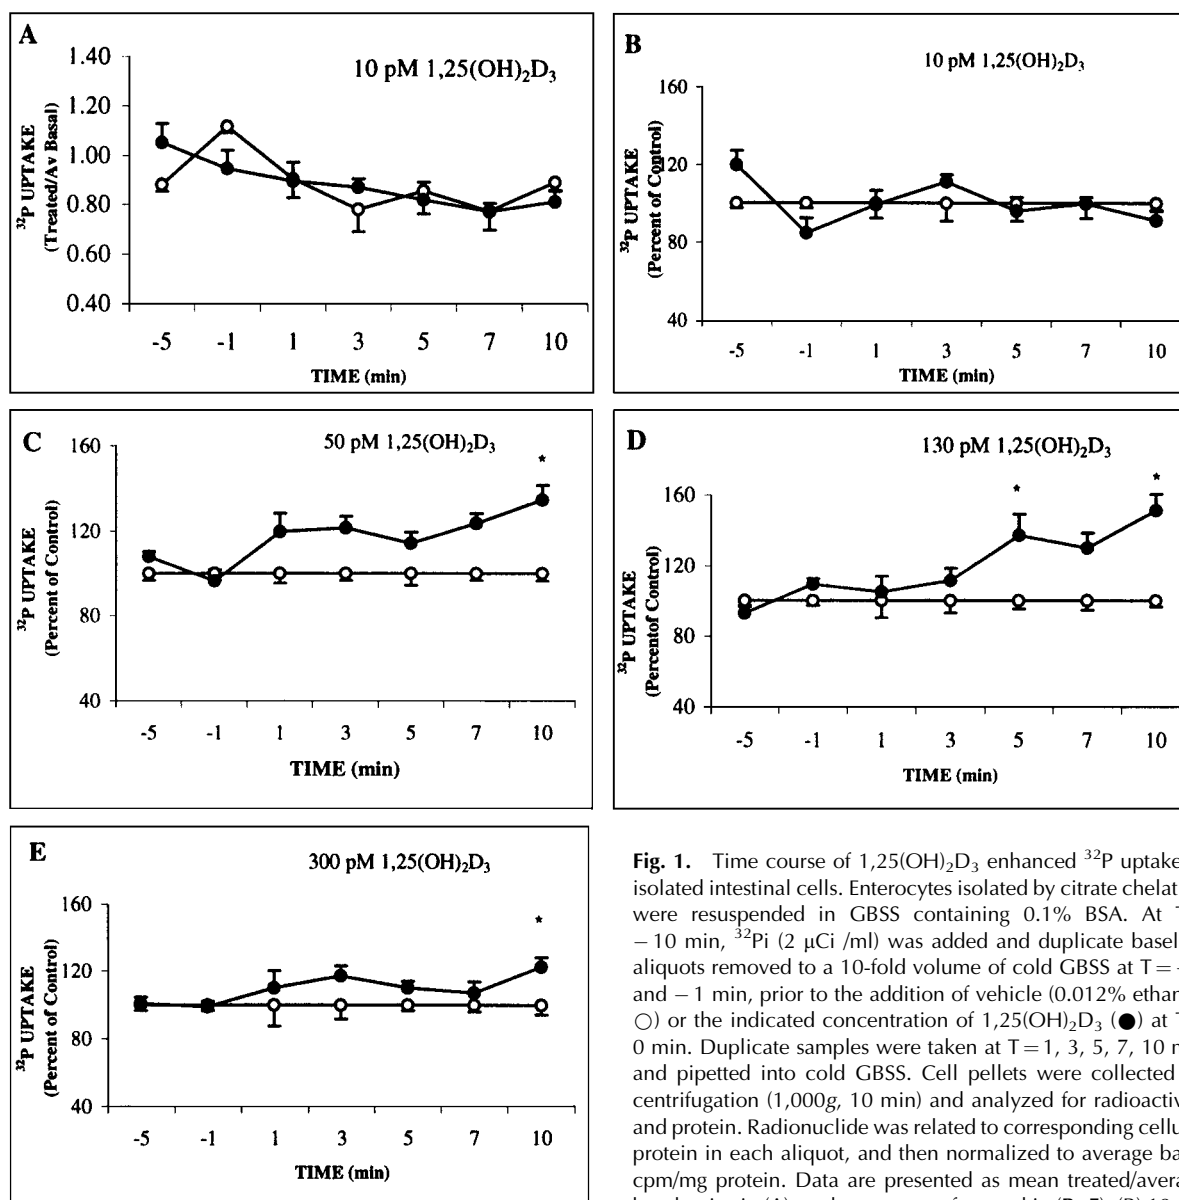 A
10 pM 1,25(OH)₂D₃
³²P UPTAKE
(Treated/Av Basal)
1.40
1.20
1.00
0.80
0.60
0.40
-5 -1 1 3 5 7 10
TIME (min)
B
10 pM 1,25(OH)₂D₃
³²P UPTAKE
(Percent of Control)
160
120
80
40
-5 -1 1 3 5 7 10
TIME (min)
C
50 pM 1,25(OH)₂D₃
³²P UPTAKE
(Percent of Control)
160
120
80
40
*
-5 -1 1 3 5 7 10
TIME (min)
D
130 pM 1,25(OH)₂D₃
³²P UPTAKE
(Percentof Control)
160
120
80
40
* *
-5 -1 1 3 5 7 10
TIME (min)
E
300 pM 1,25(OH)₂D₃
³²P UPTAKE
(Percent of Control)
160
120
80
40
*
-5 -1 1 3 5 7 10
TIME (min)
Fig. 1. Time course of 1,25(OH)₂D₃ enhanced ³²P uptake
isolated intestinal cells. Enterocytes isolated by citrate chelat
were resuspended in GBSS containing 0.1% BSA. At T
−10 min, ³²Pi (2 μCi /ml) was added and duplicate basel
aliquots removed to a 10-fold volume of cold GBSS at T = -
and − 1 min, prior to the addition of vehicle (0.012% ethan
○) or the indicated concentration of 1,25(OH)₂D₃ (●) at T
0 min. Duplicate samples were taken at T = 1, 3, 5, 7, 10 m
and pipetted into cold GBSS. Cell pellets were collected
centrifugation (1,000g, 10 min) and analyzed for radioactiv
and protein. Radionuclide was related to corresponding cellu
protein in each aliquot, and then normalized to average ba
cpm/mg protein. Data are presented as mean treated/avera